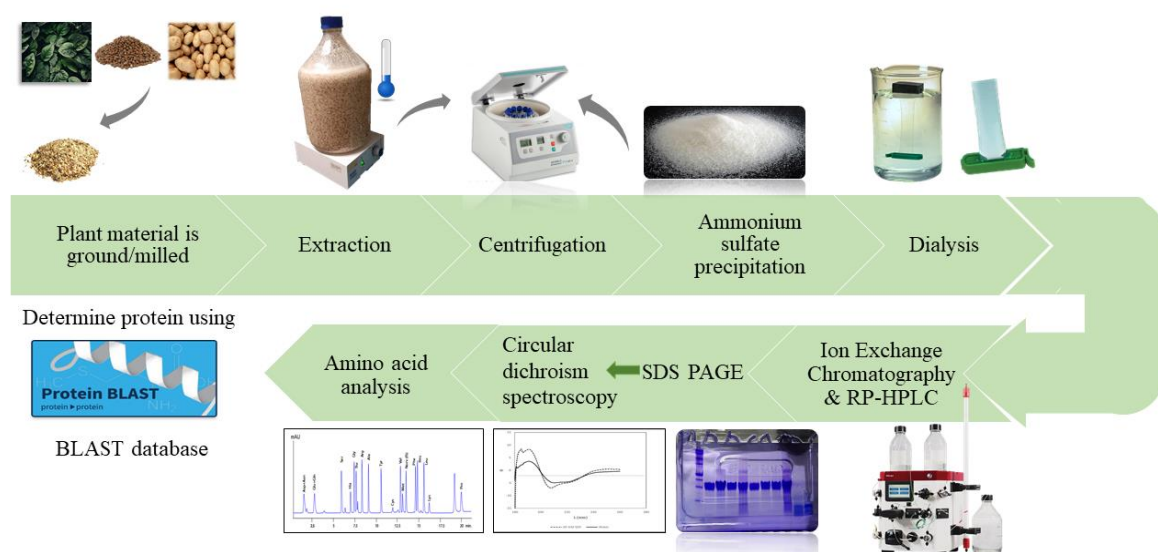 Plant material is
ground/milled
Extraction
Centrifugation
Ammonium
sulfate
precipitation
Dialysis
Determine protein using
Protein BLAST
protein ▸ protein
BLAST database
Amino acid
analysis
Circular
dichroism
spectroscopy
SDS PAGE
Ion Exchange
Chromatography
& RP-HPLC
mAU